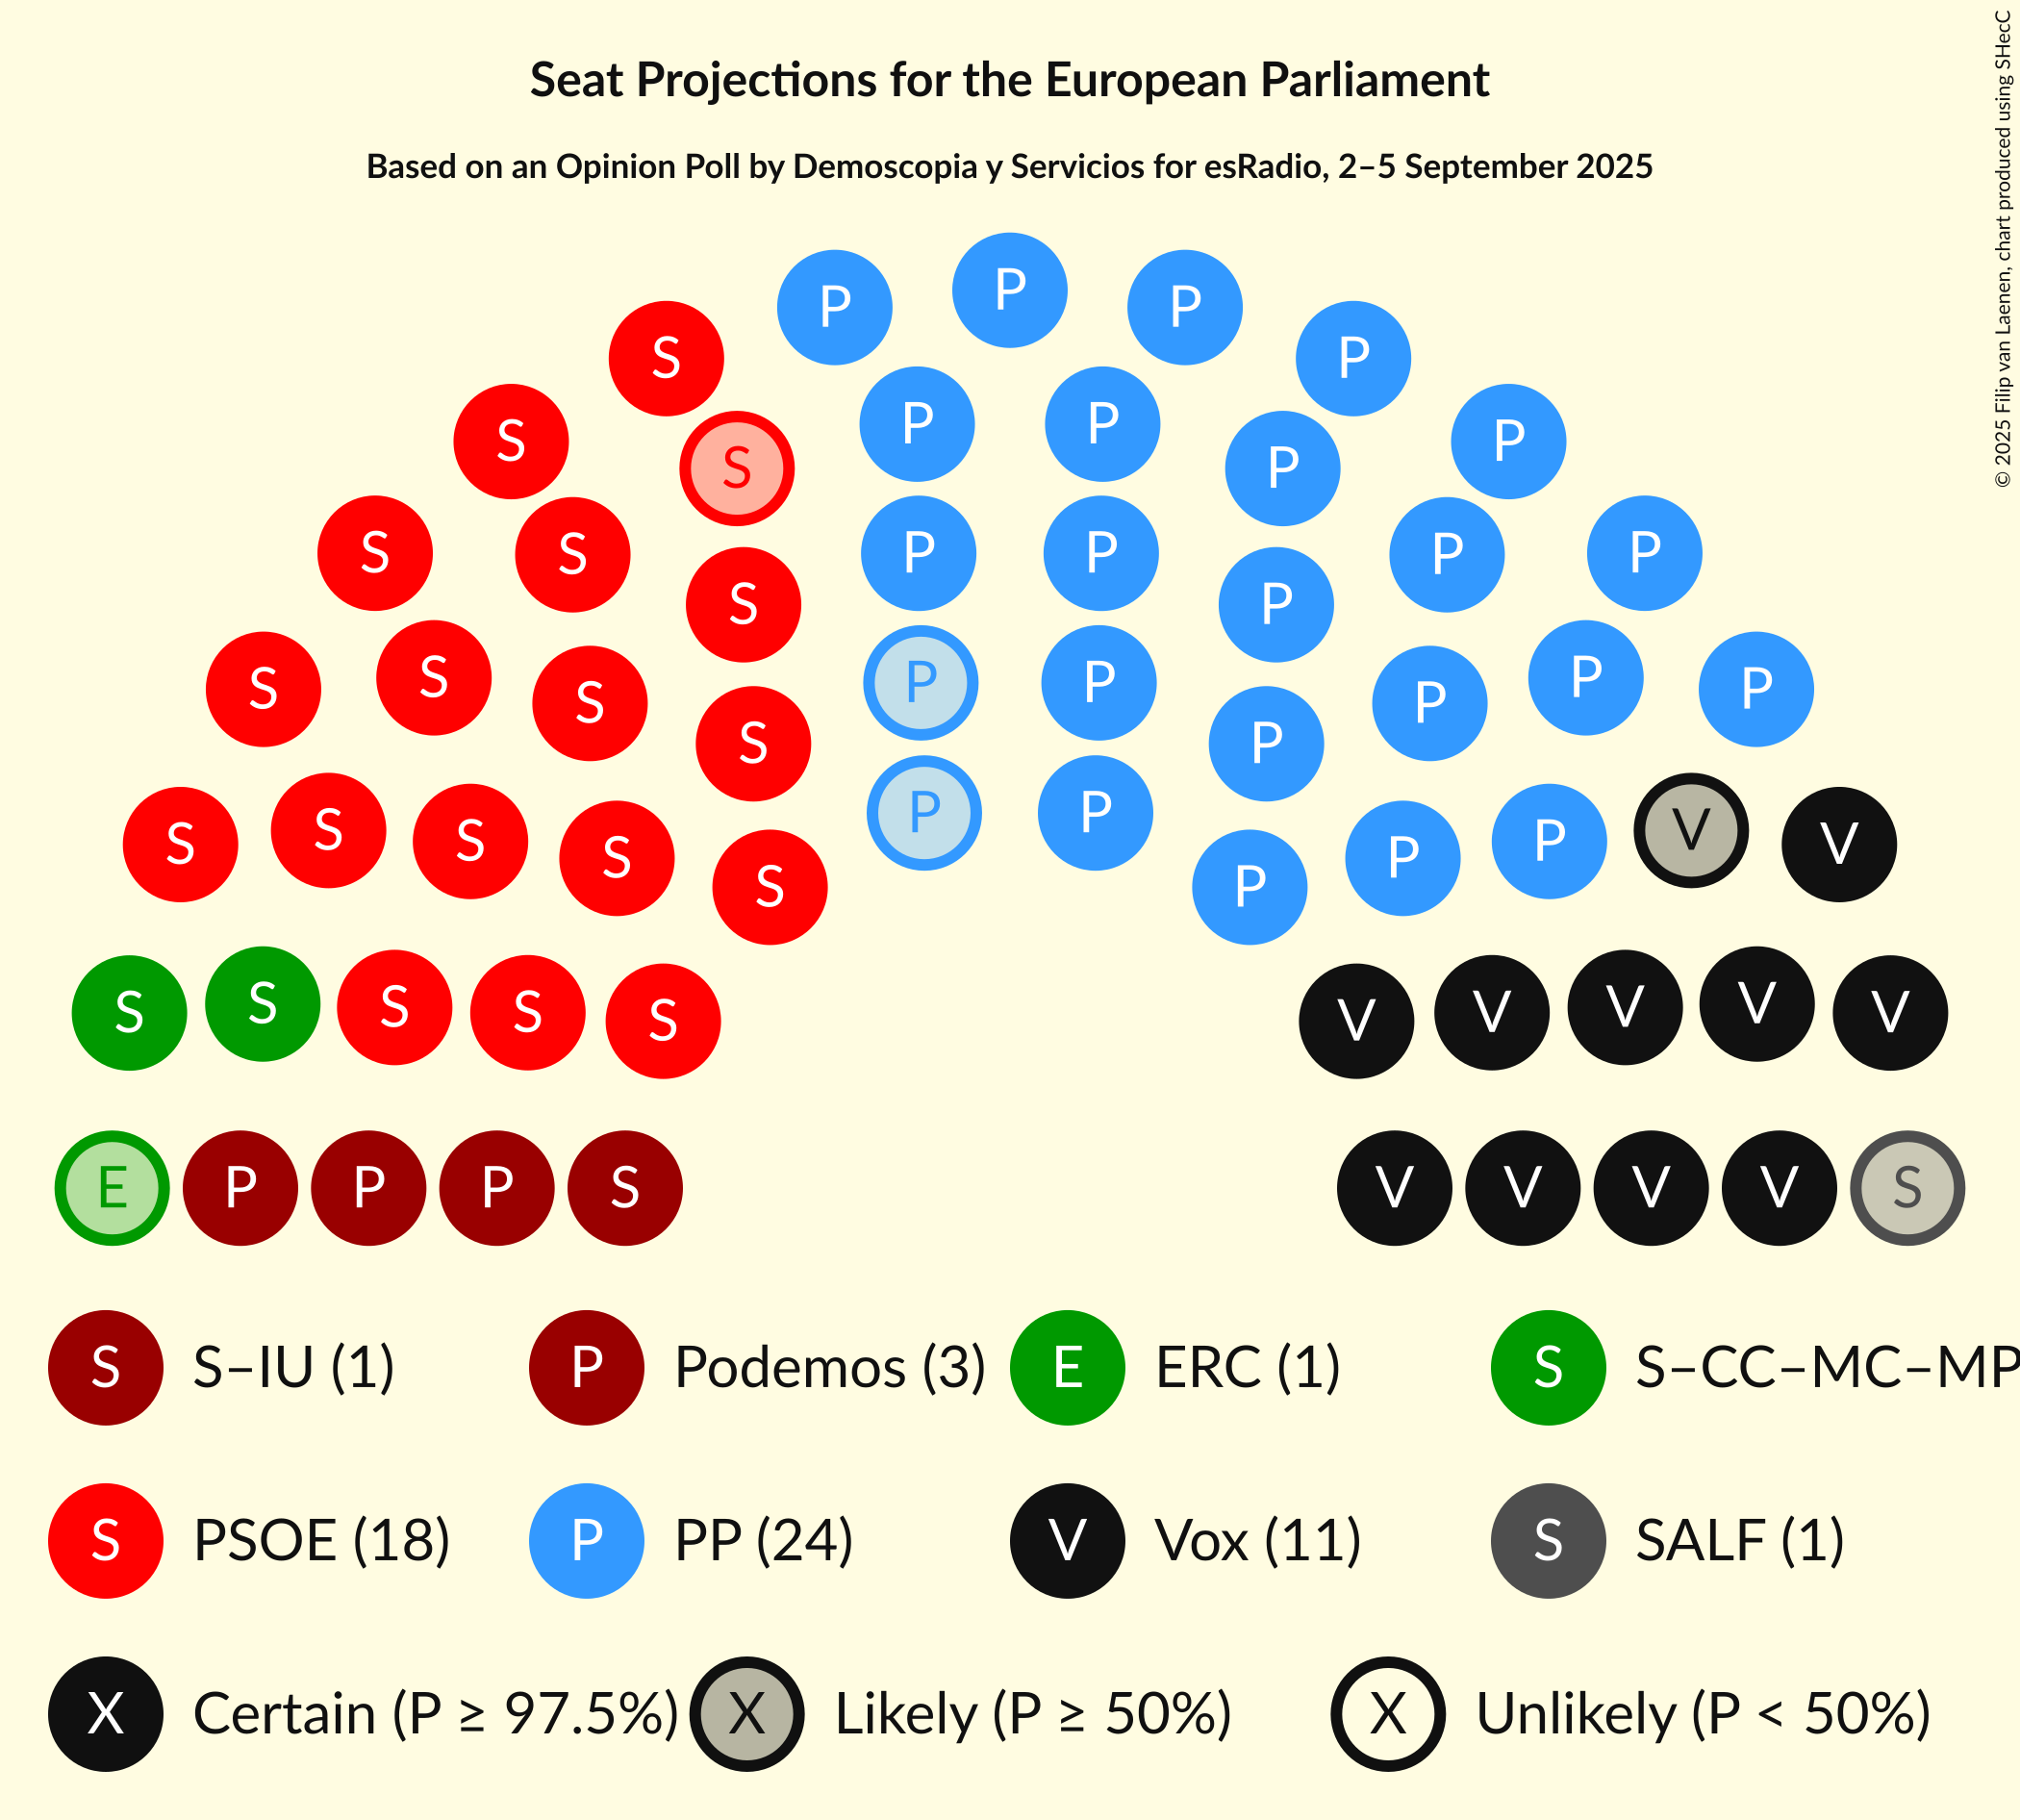 Seat Projections for the European Parliament
Based on an Opinion Poll by Demoscopia y Servicios for esRadio, 2–5 September 2025
© 2025 Filip van Laenen, chart produced using SHecC
P
P P
S P
S P
S P P P
S S P P
S P P S
S P
S P
S P P P
S S P P
S P P V
S S S P P V
S P
S S S S S V V V V V
E P P P S V V V V S
S S–IU (1) P Podemos (3) E ERC (1) S S–CC–MC–MP
S PSOE (18) P PP (24) V Vox (11) S SALF (1)
X Certain (P ≥ 97.5%) X Likely (P ≥ 50%) X Unlikely (P < 50%)